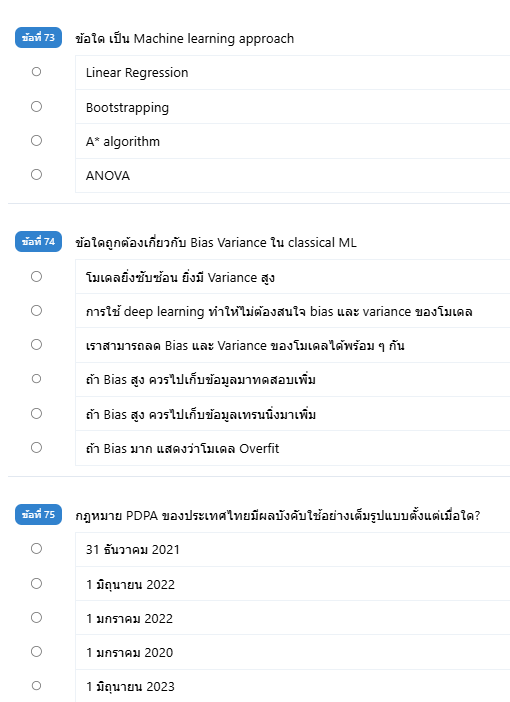 ข้อที่ 73 ข้อใด เป็น Machine learning approach
Linear Regression
Bootstrapping
A* algorithm
ANOVA
ข้อที่ 74 ข้อใดถูกต้องเกี่ยวกับ Bias Variance ใน classical ML
โมเดลยิ่งซับซ้อน ยิ่งมี Variance สูง
การใช้ deep learning ทำให้ไม่ต้องสนใจ bias และ variance ของโมเดล
เราสามารถลด Bias และ Variance ของโมเดลได้พร้อม ๆ กัน
ถ้า Bias สูง ควรไปเก็บข้อมูลมาทดสอบเพิ่ม
ถ้า Bias สูง ควรไปเก็บข้อมูลเทรนนิ่งมาเพิ่ม
ถ้า Bias มาก แสดงว่าโมเดล Overfit
ข้อที่ 75 กฎหมาย PDPA ของประเทศไทยมีผลบังคับใช้อย่างเต็มรูปแบบตั้งแต่เมื่อใด?
31 ธันวาคม 2021
1 มิถุนายน 2022
1 มกราคม 2022
1 มกราคม 2020
1 มิถุนายน 2023